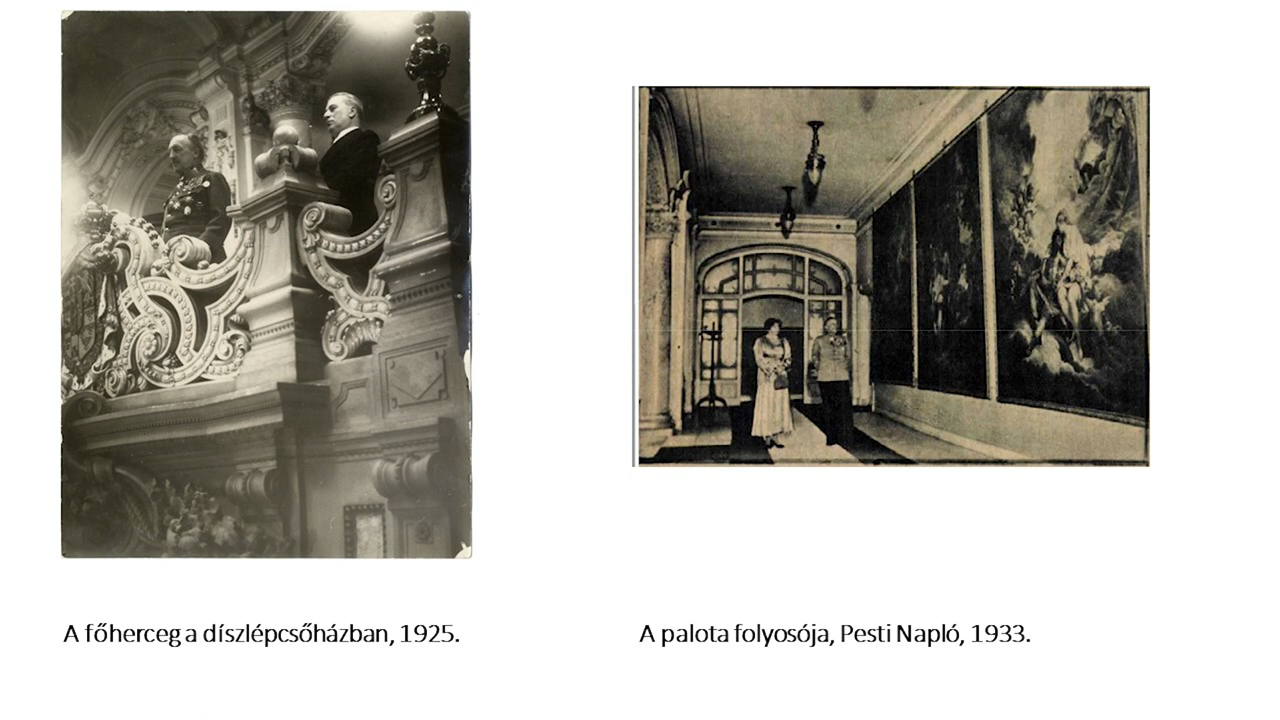 A főherceg a díszlépcsőházban, 1925.
A palota folyosója, Pesti Napló, 1933.